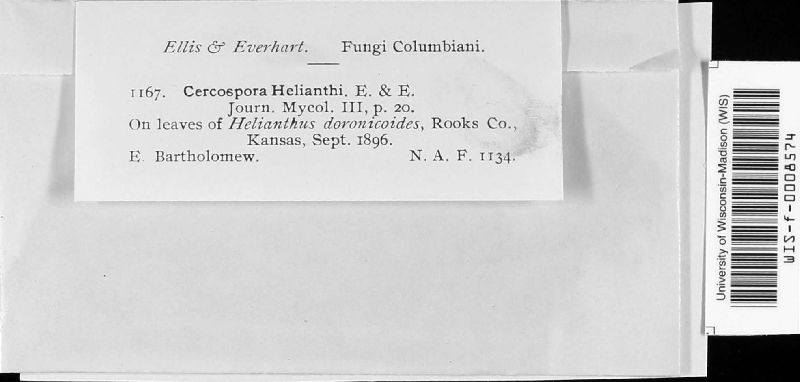 Ellis & Everhart. Fungi Columbiani.
1167. Cercospora Helianthi, E. & E.
Journ. Mycol. III, p. 20.
On leaves of Helianthus doronicoides, Rooks Co.,
Kansas, Sept. 1896.
E. Bartholomew. N. A. F. 1134.
University of Wisconsin-Madison (WIS)
WIS-f-0008574